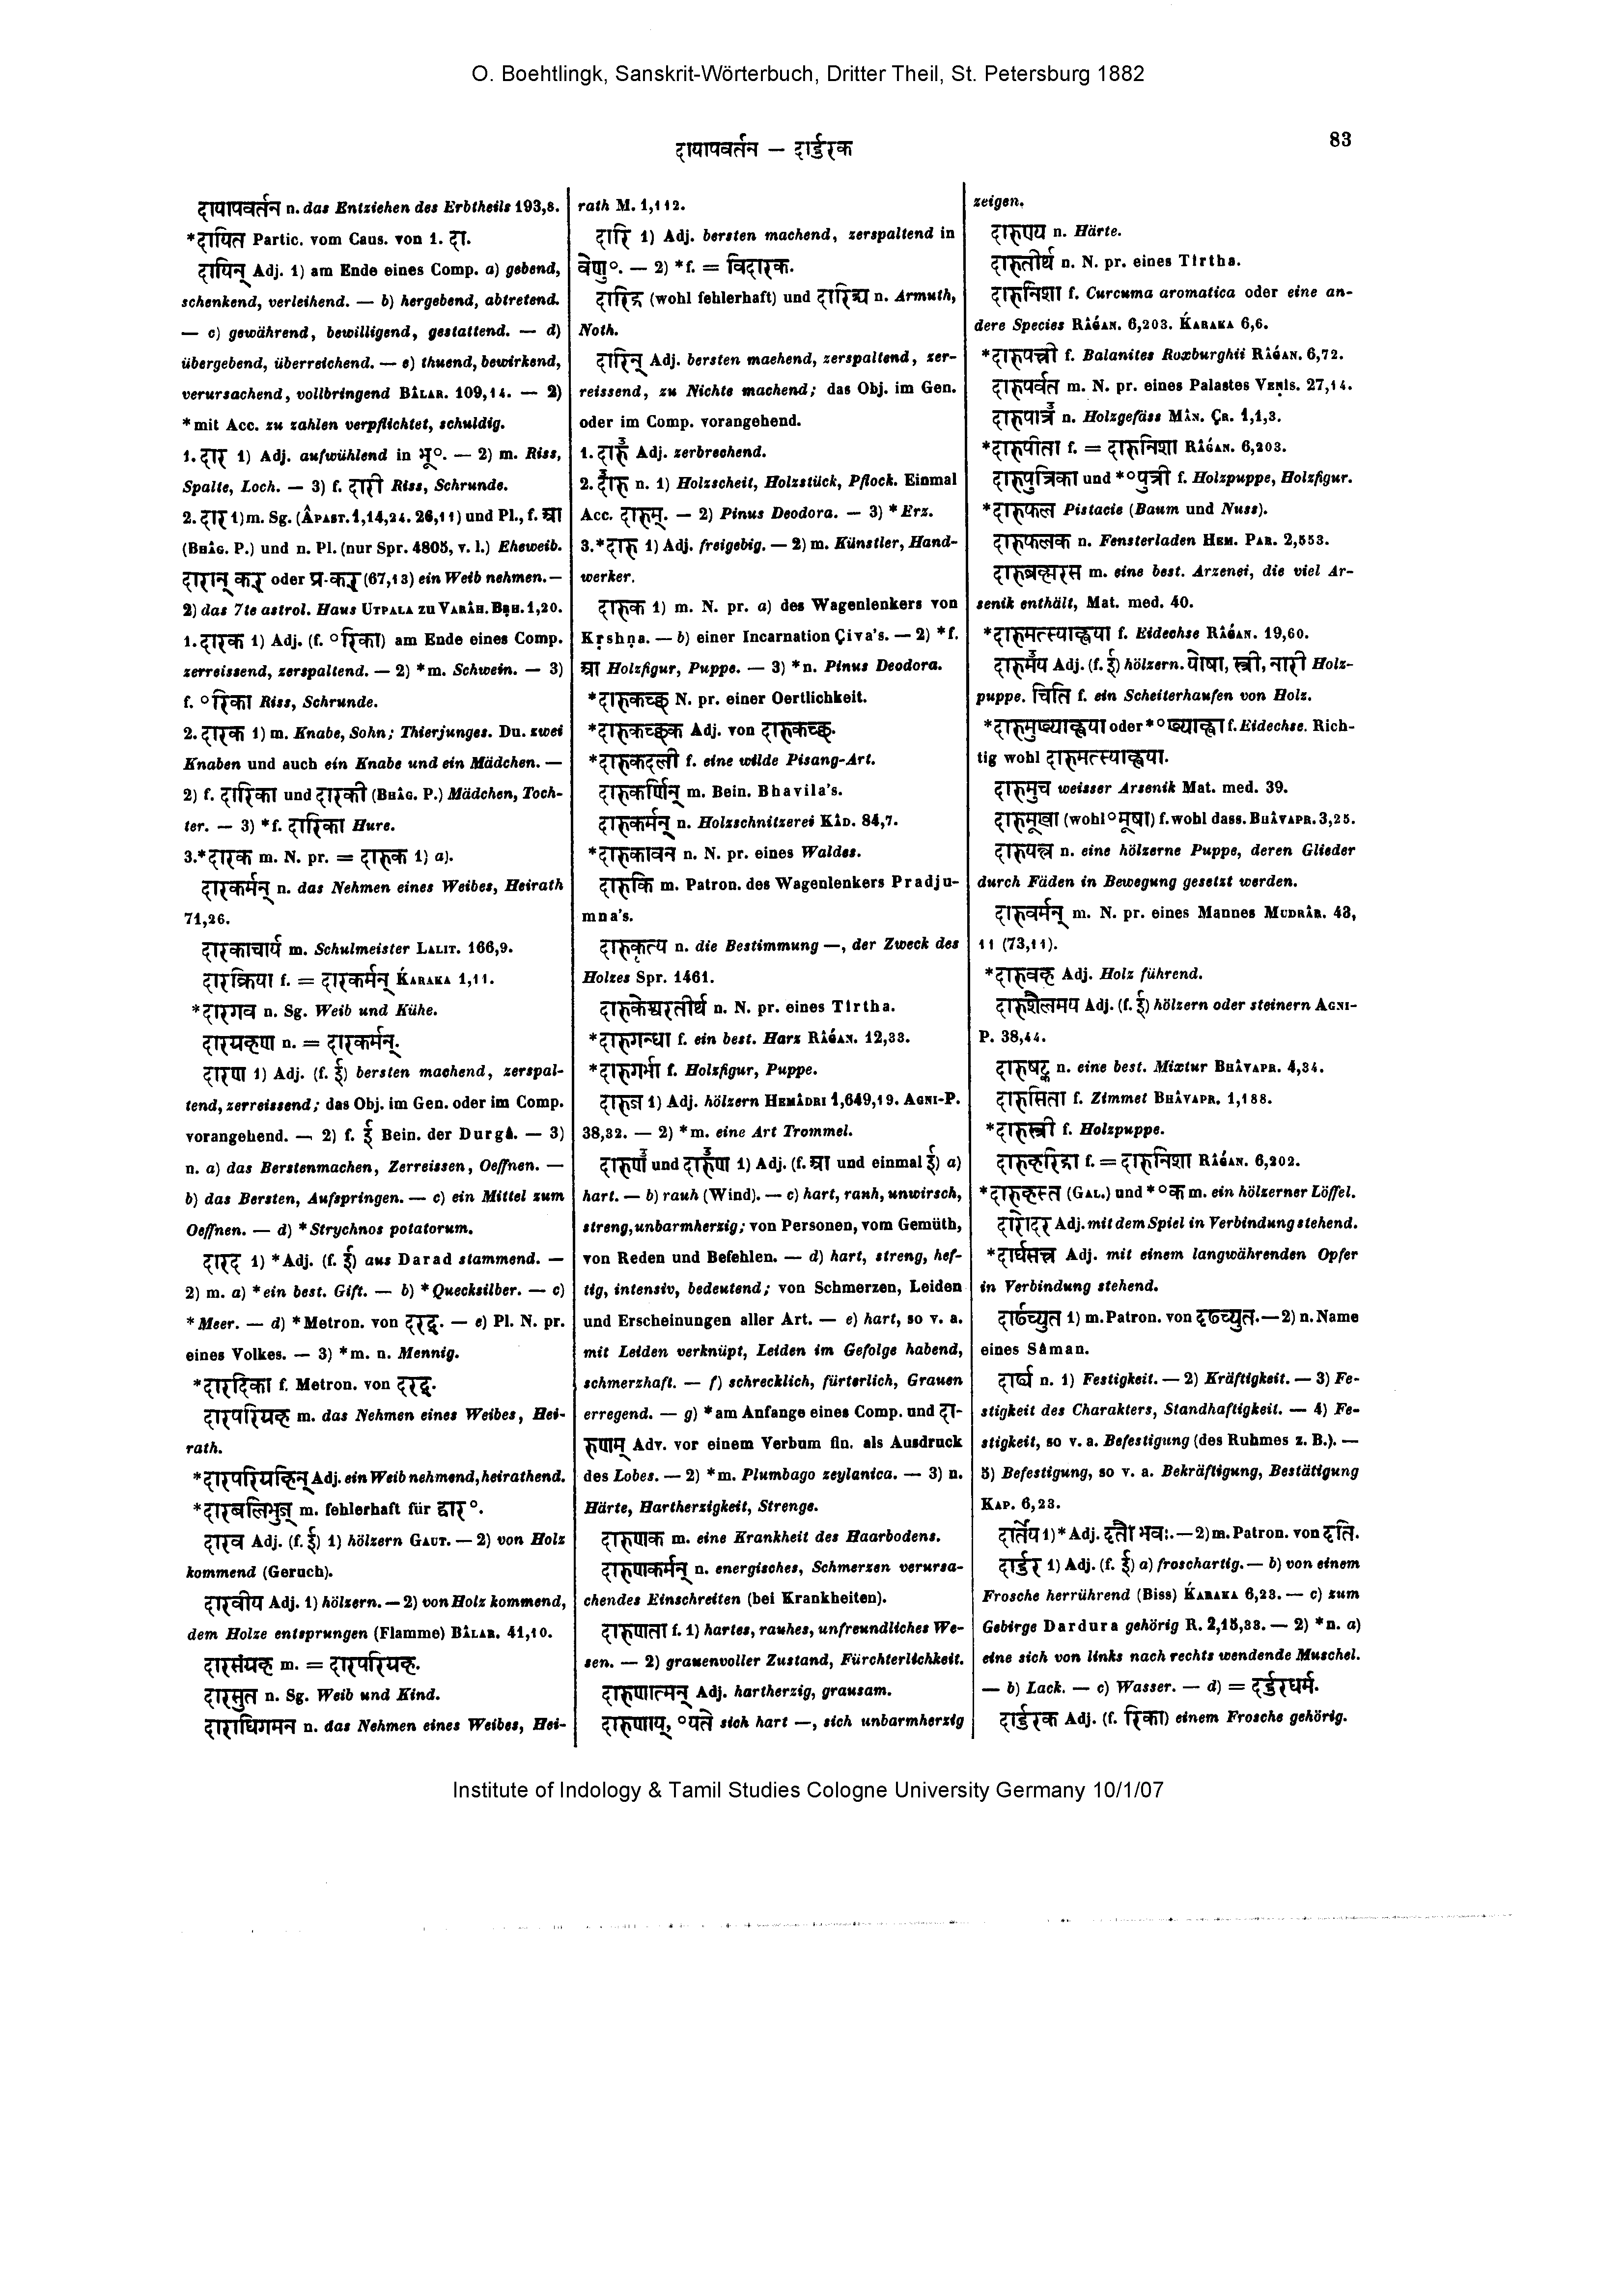 O. Boehtlingk, Sanskrit-Wörterbuch, Dritter Theil, St. Petersburg 1882
दायापवर्तन — दार्दुरक
83
दायापवर्तन n. das Entziehen des Erbtheils 193,8.
*दायित Partic. vom Caus. von 1. दा.
दायिन् Adj. 1) am Ende eines Comp. a) gebend,
schenkend, verleihend. — b) hergebend, abtretend.
— c) gewährend, bewilligend, gestattend. — d)
übergebend, überreichend. — e) thuend, bewirkend,
verursachend, vollbringend BÂLAR. 109,14. — 2)
*mit Acc. zu zahlen verpflichtet, schuldig.
1. दार 1) Adj. aufwühlend in भू°. — 2) m. Riss,
Spalte, Loch. — 3) f. दारी Riss, Schrunde.
2. दार 1) m. Sg. (ÂPAST. 1,14,24. 26,11) und Pl., f. आ
(BHÂG. P.) und n. Pl. (nur Spr. 4805, v. l.) Eheweib.
दारान् कर् oder प्र-कर् (67,13) ein Weib nehmen. —
2) das 7te astrol. Haus UTPALA zu VARÂH. BṚH. 1,20.
1. दारक 1) Adj. (f. °रिका) am Ende eines Comp.
zerreissend, zerspaltend. — 2) *m. Schwein. — 3)
f. °रिका Riss, Schrunde.
2. दारक 1) m. Knabe, Sohn; Thierjunges. Du. zwei
Knaben und auch ein Knabe und ein Mädchen. —
2) f. दारिका und दारकी (BHÂG. P.) Mädchen, Toch-
ter. — 3) *f. दारिका Hure.
3. *दारक m. N. pr. = दारुक 1) a).
दारकर्मन् n. das Nehmen eines Weibes, Heirath
71,26.
दारकाचार्य m. Schulmeister LALIT. 166,9.
दारक्रिया f. = दारकर्मन् ḰARAKA 1,11.
*दारगव n. Sg. Weib und Kühe.
दारग्रहण n. = दारकर्मन्.
दारण 1) Adj. (f. ई) bersten machend, zerspal-
tend, zerreissend; das Obj. im Gen. oder im Comp.
vorangehend. — 2) f. ई Bein. der Durgâ. — 3)
n. a) das Berstenmachen, Zerreissen, Oeffnen. —
b) das Bersten, Aufspringen. — c) ein Mittel zum
Oeffnen. — d) *Strychnos potatorum.
दारद 1) *Adj. (f. ई) aus Darad stammend. —
2) m. a) *ein best. Gift. — b) *Quecksilber. — c)
*Meer. — d) *Metron. von दरद्. — e) Pl. N. pr.
eines Volkes. — 3) *m. n. Mennig.
*दारदिका f. Metron. von दरद्.
दारपरिग्रह m. das Nehmen eines Weibes, Hei-
rath.
*दारपरिग्रहिन् Adj. ein Weib nehmend, heirathend.
*दारबलिभुज् m. fehlerhaft für द्वार°.
दारव Adj. (f. ई) 1) hölzern GAUT. — 2) von Holz
kommend (Geruch).
दारवीय Adj. 1) hölzern. — 2) von Holz kommend,
dem Holze entsprungen (Flamme) BÂLAR. 41,10.
दारसंग्रह m. = दारपरिग्रह.
दारसुत n. Sg. Weib und Kind.
दाराधिगमन n. das Nehmen eines Weibes, Hei-
rath M. 1,112.
दारि 1) Adj. bersten machend, zerspaltend in
वेणु°. — 2) *f. = विदारक.
दारिद्र (wohl fehlerhaft) und दारिद्र्य n. Armuth,
Noth.
दारिन् Adj. bersten machend, zerspaltend, zer-
reissend, zu Nichte machend; das Obj. im Gen.
oder im Comp. vorangehend.
1. दारु Adj. zerbrechend.
2. दारु n. 1) Holzscheit, Holzstück, Pflock. Einmal
Acc. दारुम्. — 2) Pinus Deodora. — 3) *Erz.
3. *दारु 1) Adj. freigebig. — 2) m. Künstler, Hand-
werker.
दारुक 1) m. N. pr. a) des Wagenlenkers von
Kṛshṇa. — b) einer Incarnation Çiva's. — 2) *f.
आ Holzfigur, Puppe. — 3) *n. Pinus Deodora.
*दारुकच्छ N. pr. einer Oertlichkeit.
*दारुकच्छक Adj. von दारुकच्छ.
*दारुकदली f. eine wilde Pisang-Art.
दारुकर्णिन् m. Bein. Bhavila's.
दारुकर्मन् n. Holzschnitzerei KÂD. 84,7.
*दारुकावन n. N. pr. eines Waldes.
दारुकि m. Patron. des Wagenlenkers Pradju-
mna's.
दारुकृत्य n. die Bestimmung —, der Zweck des
Holzes Spr. 1461.
दारुकेश्वरतीर्थ n. N. pr. eines Tîrtha.
*दारुगन्धा f. ein best. Harz RÂǴAN. 12,33.
*दारुगर्भा f. Holzfigur, Puppe.
दारुज 1) Adj. hölzern HEMÂDRI 1,649,19. AGNI-P.
38,32. — 2) *m. eine Art Trommel.
दारुण und दारुण 1) Adj. (f. आ und einmal ई) a)
hart. — b) rauh (Wind). — c) hart, rauh, unwirsch,
streng, unbarmherzig; von Personen, vom Gemüth,
von Reden und Befehlen. — d) hart, streng, hef-
tig, intensiv, bedeutend; von Schmerzen, Leiden
und Erscheinungen aller Art. — e) hart, so v. a.
mit Leiden verknüpt, Leiden im Gefolge habend,
schmerzhaft. — f) schrecklich, fürterlich, Grauen
erregend. — g) *am Anfange eines Comp. und दा-
रुणम् Adv. vor einem Verbum fin. als Ausdruck
des Lobes. — 2) *m. Plumbago zeylanica. — 3) n.
Härte, Hartherzigkeit, Strenge.
दारुणक m. eine Krankheit des Haarbodens.
दारुणकर्मन् n. energisches, Schmerzen verursa-
chendes Einschreiten (bei Krankheiten).
दारुणता f. 1) hartes, rauhes, unfreundliches We-
sen. — 2) grauenvoller Zustand, Fürchterlichkeit.
दारुणात्मन् Adj. hartherzig, grausam.
दारुणाय्, °यते sich hart —, sich unbarmherzig
zeigen.
दारुण्य n. Härte.
दारुतीर्थ n. N. pr. eines Tîrtha.
दारुनिशा f. Curcuma aromatica oder eine an-
dere Species RÂǴAN. 6,203. ḰARAKA 6,6.
*दारुपत्त्री f. Balanites Roxburghii RÂǴAN. 6,72.
दारुपर्वत m. N. pr. eines Palastes VEṆÎS. 27,14.
दारुपात्र n. Holzgefäss MÂN. ÇR. 1,1,3.
*दारुपीता f. = दारुनिशा RÂǴAN. 6,203.
दारुपुत्रिका und *°पुत्री f. Holzpuppe, Holzfigur.
*दारुफल Pistacie (Baum und Nuss).
दारुफलक n. Fensterladen HEM. PAR. 2,553.
दारुब्रह्मरस m. eine best. Arzenei, die viel Ar-
senik enthält, Mat. med. 40.
*दारुमत्स्याह्वया f. Eidechse RÂǴAN. 19,60.
दारुमय Adj. (f. ई) hölzern. योषा, स्त्री, नारी Holz-
puppe. चिति f. ein Scheiterhaufen von Holz.
*दारुमुख्याह्वया oder *°ख्याह्वा f. Eidechse. Rich-
tig wohl दारुमत्स्याह्वया.
दारुमुच weisser Arsenik Mat. med. 39.
दारुमूखा (wohl °मूषा) f. wohl dass. BHÂVAPR. 3,25.
दारुयन्त्र n. eine hölzerne Puppe, deren Glieder
durch Fäden in Bewegung gesetzt werden.
दारुवर्मन् m. N. pr. eines Mannes MUDRÂR. 43,
11 (73,11).
*दारुवह Adj. Holz führend.
दारुशैलमय Adj. (f. ई) hölzern oder steinern AGNI-
P. 38,44.
दारुषट्क n. eine best. Mixtur BHÂVAPR. 4,34.
दारुसिता f. Zimmet BHÂVAPR. 1,188.
*दारुस्त्री f. Holzpuppe.
दारुहरिद्रा f. = दारुनिशा RÂǴAN. 6,202.
*दारुहस्त (GAL.) und *°क m. ein hölzerner Löffel.
दारोदर Adj. mit dem Spiel in Verbindung stehend.
*दार्घसत्त्र Adj. mit einem langwährenden Opfer
in Verbindung stehend.
दार्ढच्युत 1) m. Patron. von दृढच्युत. — 2) n. Name
eines Sâman.
दार्ढ्य n. 1) Festigkeit. — 2) Kräftigkeit. — 3) Fe-
stigkeit des Charakters, Standhaftigkeit. — 4) Fe-
stigkeit, so v. a. Befestigung (des Ruhmes z. B.). —
5) Befestigung, so v. a. Bekräftigung, Bestätigung
KAP. 6,23.
दार्तेय 1) *Adj. दृतौ भवः. — 2) m. Patron. von दृति.
दार्दुर 1) Adj. (f. ई) a) froschartig. — b) von einem
Frosche herrührend (Biss) ḰARAKA 6,23. — c) zum
Gebirge Dardura gehörig R. 2,15,33. — 2) *n. a)
eine sich von links nach rechts wendende Muschel.
— b) Lack. — c) Wasser. — d) = दर्दुरधर्म.
दार्दुरक Adj. (f. रिका) einem Frosche gehörig.
Institute of Indology & Tamil Studies Cologne University Germany 10/1/07